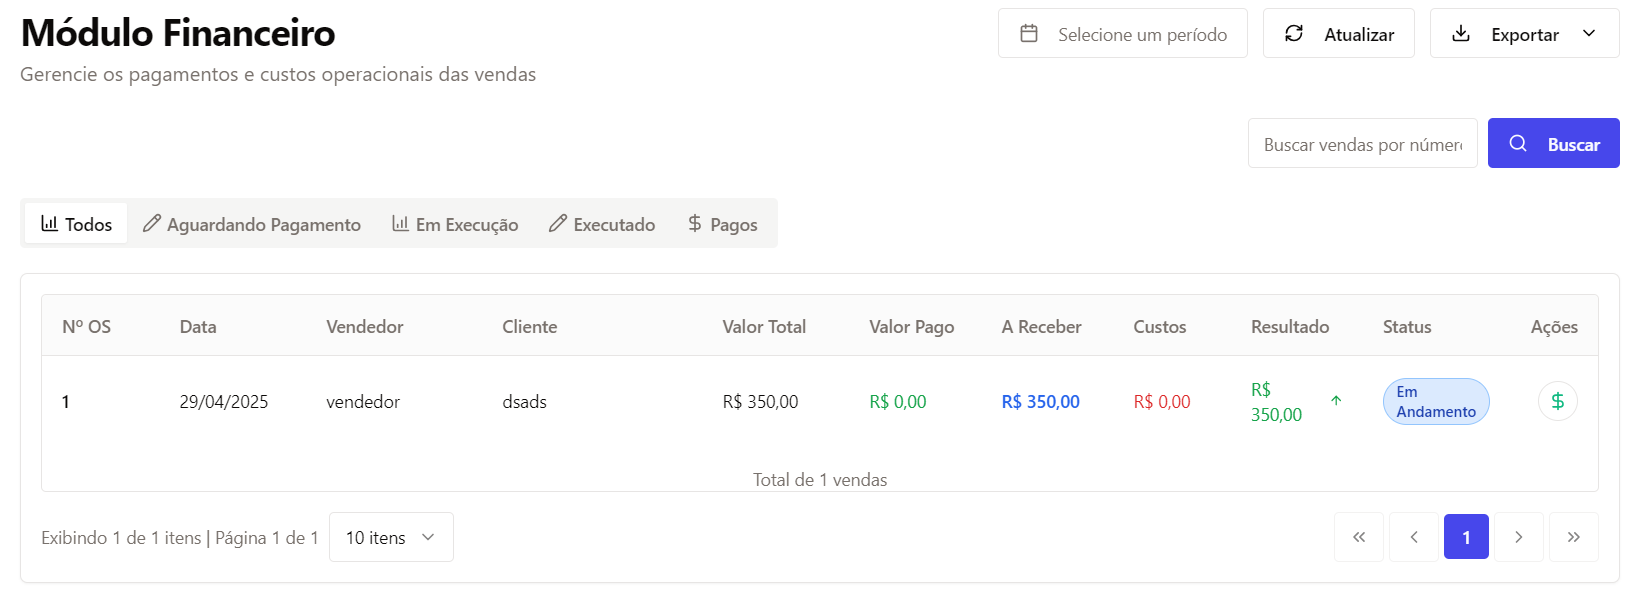 Módulo Financeiro
Gerencie os pagamentos e custos operacionais das vendas
Selecione um período
Atualizar
Exportar
Buscar vendas por númer
Buscar
Todos
Aguardando Pagamento
Em Execução
Executado
Pagos
Nº OS Data Vendedor Cliente Valor Total Valor Pago A Receber Custos Resultado Status Ações
1 29/04/2025 vendedor dsads R$ 350,00 R$ 0,00 R$ 350,00 R$ 0,00 R$ 350,00 Em Andamento
Total de 1 vendas
Exibindo 1 de 1 itens | Página 1 de 1
10 itens
1